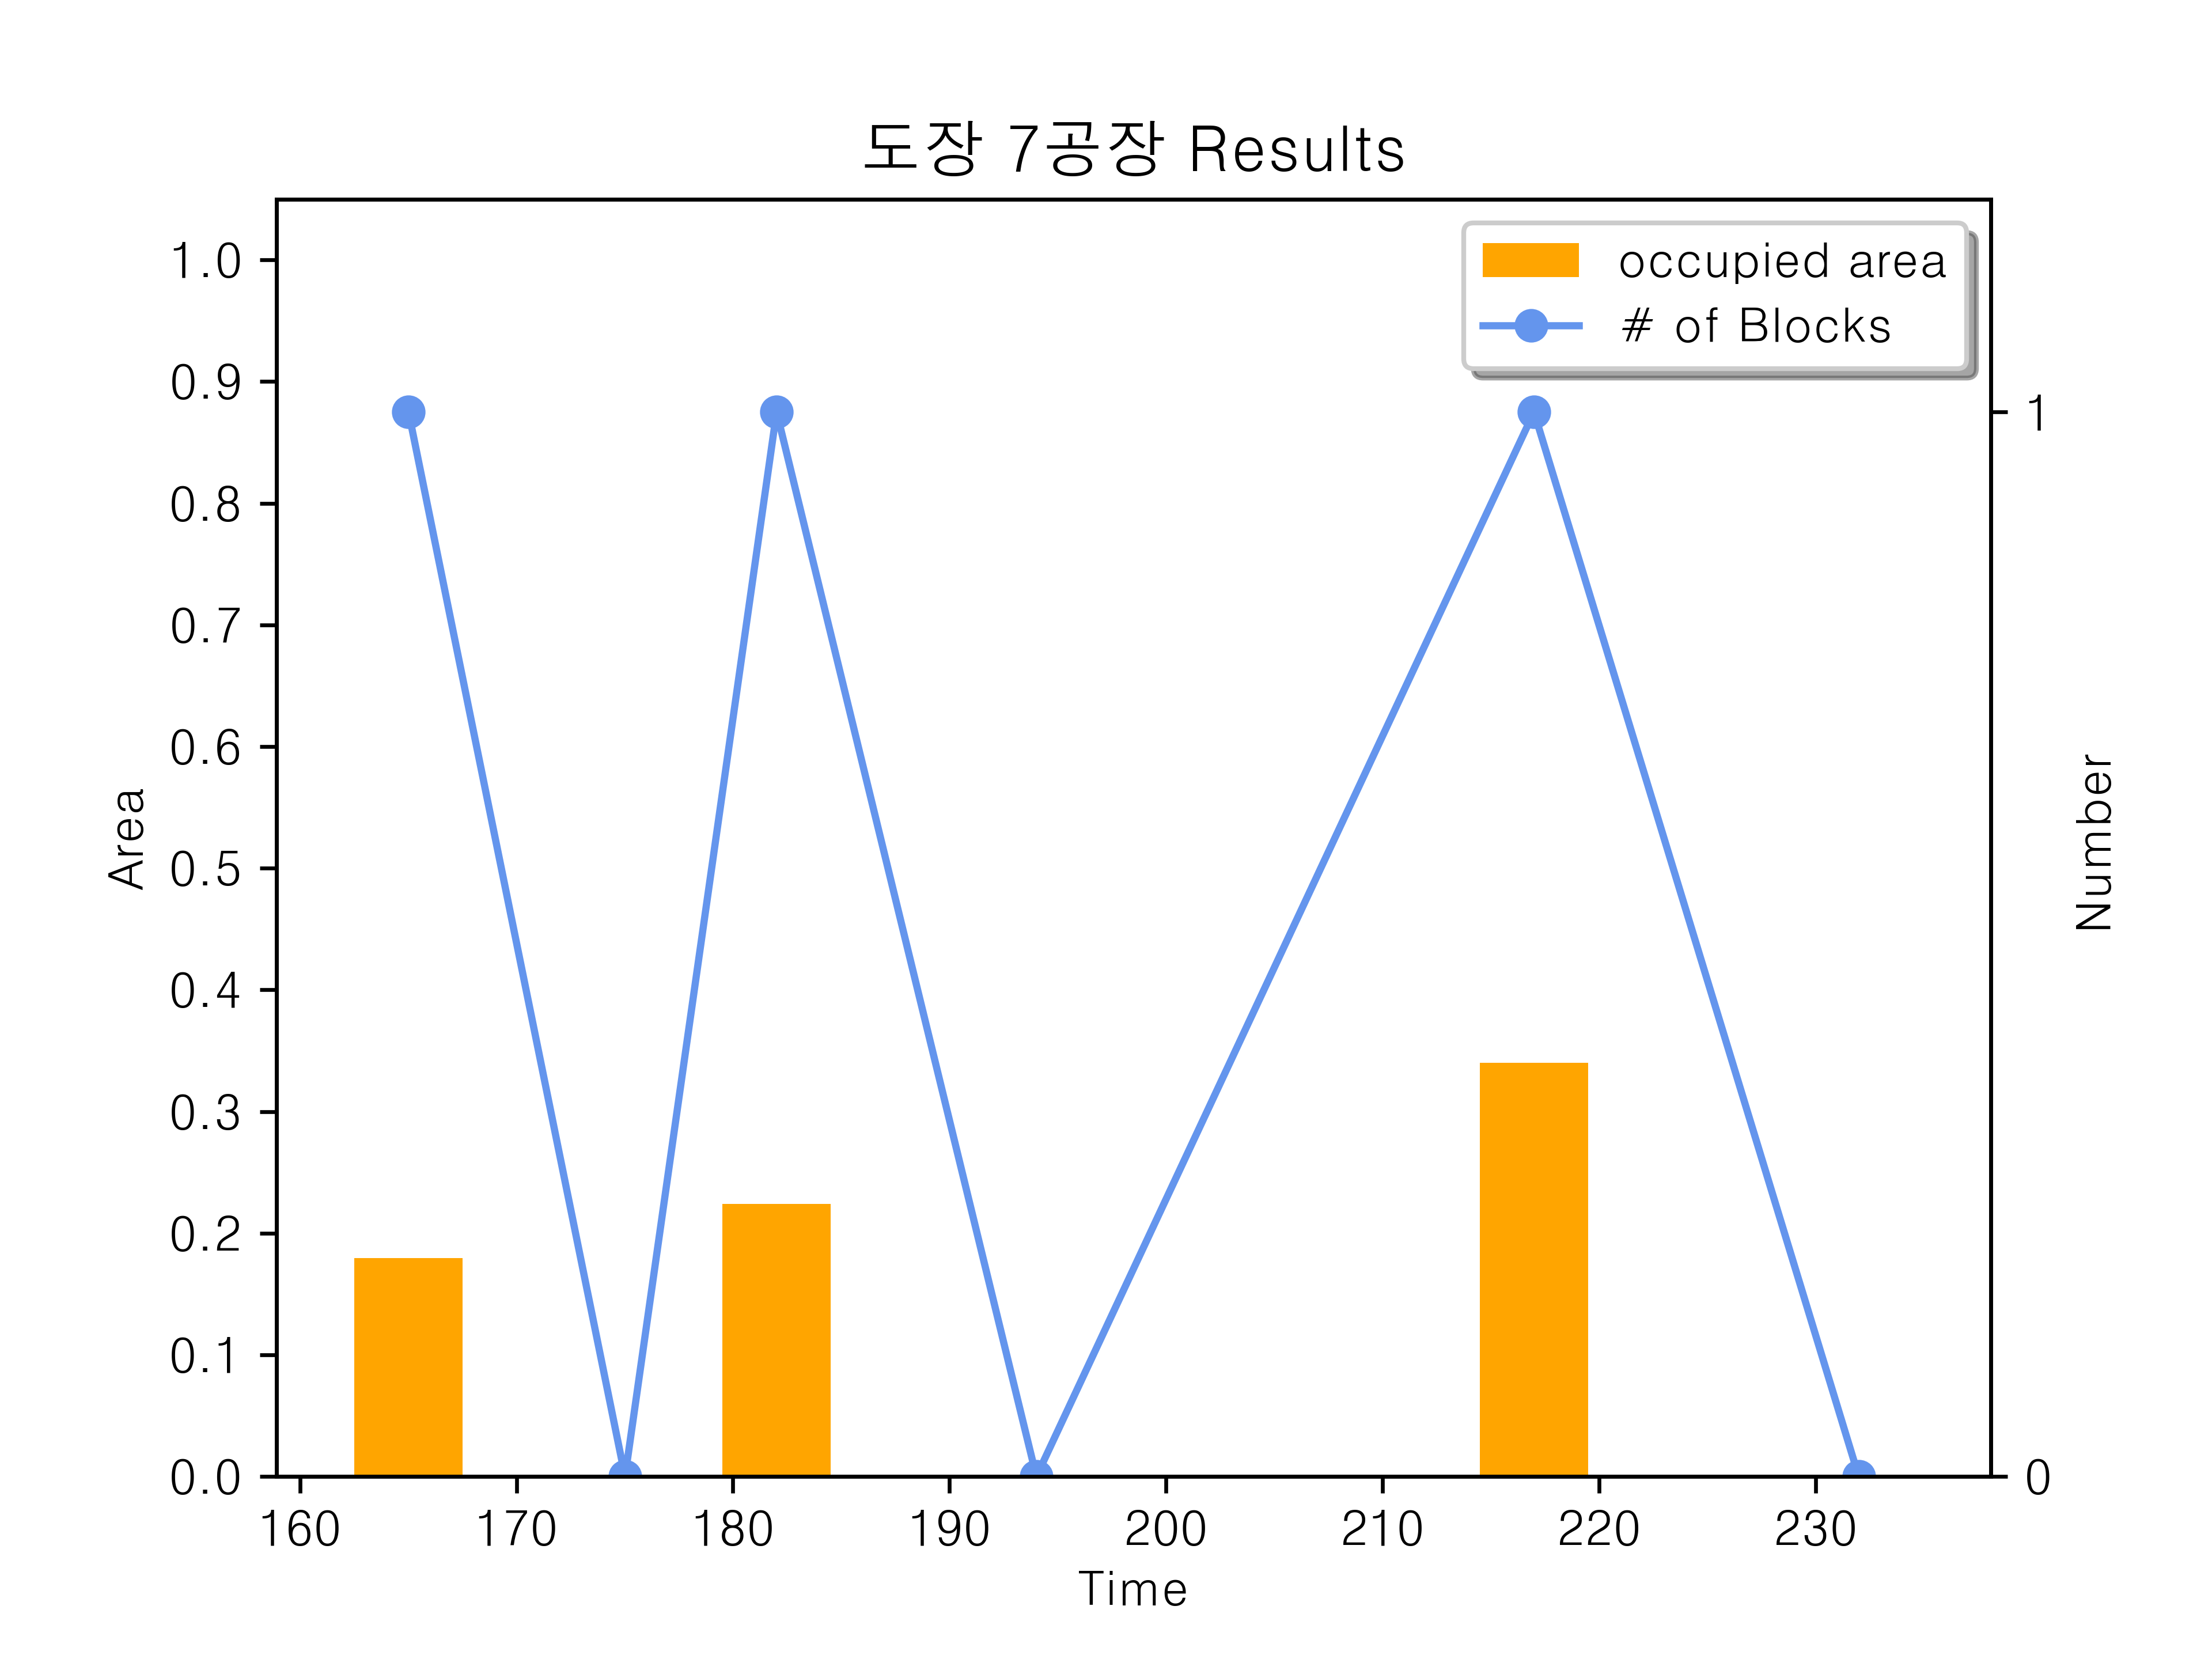 도장 7공장 Results
occupied area
# of Blocks
1.0
0.9
0.8
0.7
0.6
0.5
0.4
0.3
0.2
0.1
0.0
Area
1
0
Number
160 170 180 190 200 210 220 230
Time